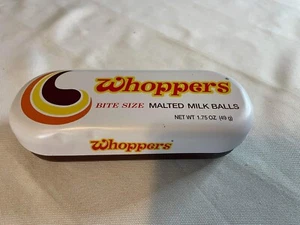 Whoppers
BITE SIZE MALTED MILK BALLS
NET WT 1.75 OZ (49 g)
Whoppers